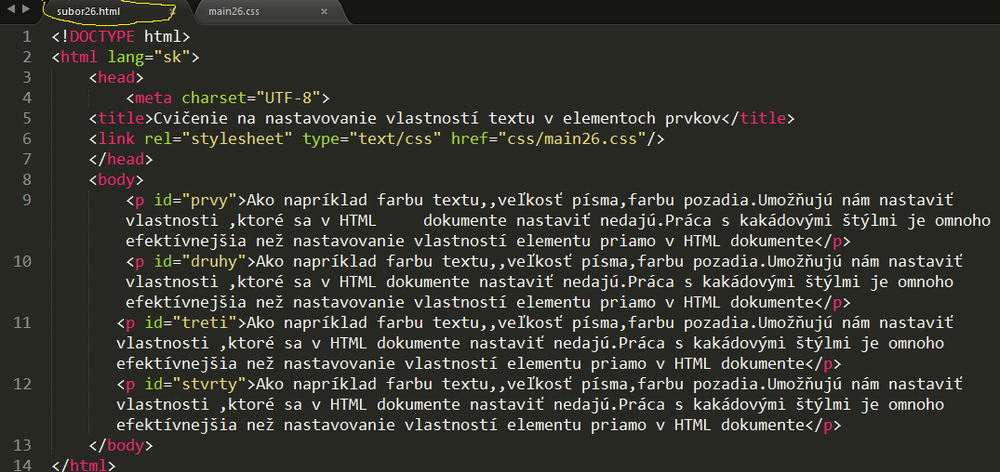 subor26.html × main26.css ×
1 <!DOCTYPE html>
2 <html lang="sk">
3 <head>
4 <meta charset="UTF-8">
5 <title>Cvičenie na nastavovanie vlastností textu v elementoch prvkov</title>
6 <link rel="stylesheet" type="text/css" href="css/main26.css"/>
7 </head>
8 <body>
9 <p id="prvy">Ako napríklad farbu textu,,veľkosť písma,farbu pozadia.Umožňujú nám nastaviť
vlastnosti ,ktoré sa v HTML     dokumente nastaviť nedajú.Práca s kakádovými štýlmi je omnoho
efektívnejšia než nastavovanie vlastností elementu priamo v HTML dokumente</p>
10 <p id="druhy">Ako napríklad farbu textu,,veľkosť písma,farbu pozadia.Umožňujú nám nastaviť
vlastnosti ,ktoré sa v HTML dokumente nastaviť nedajú.Práca s kakádovými štýlmi je omnoho
efektívnejšia než nastavovanie vlastností elementu priamo v HTML dokumente</p>
11 <p id="treti">Ako napríklad farbu textu,,veľkosť písma,farbu pozadia.Umožňujú nám nastaviť
vlastnosti ,ktoré sa v HTML dokumente nastaviť nedajú.Práca s kakádovými štýlmi je omnoho
efektívnejšia než nastavovanie vlastností elementu priamo v HTML dokumente</p>
12 <p id="stvrty">Ako napríklad farbu textu,,veľkosť písma,farbu pozadia.Umožňujú nám nastaviť
vlastnosti ,ktoré sa v HTML dokumente nastaviť nedajú.Práca s kakádovými štýlmi je omnoho
efektívnejšia než nastavovanie vlastností elementu priamo v HTML dokumente</p>
13 </body>
14 </html>